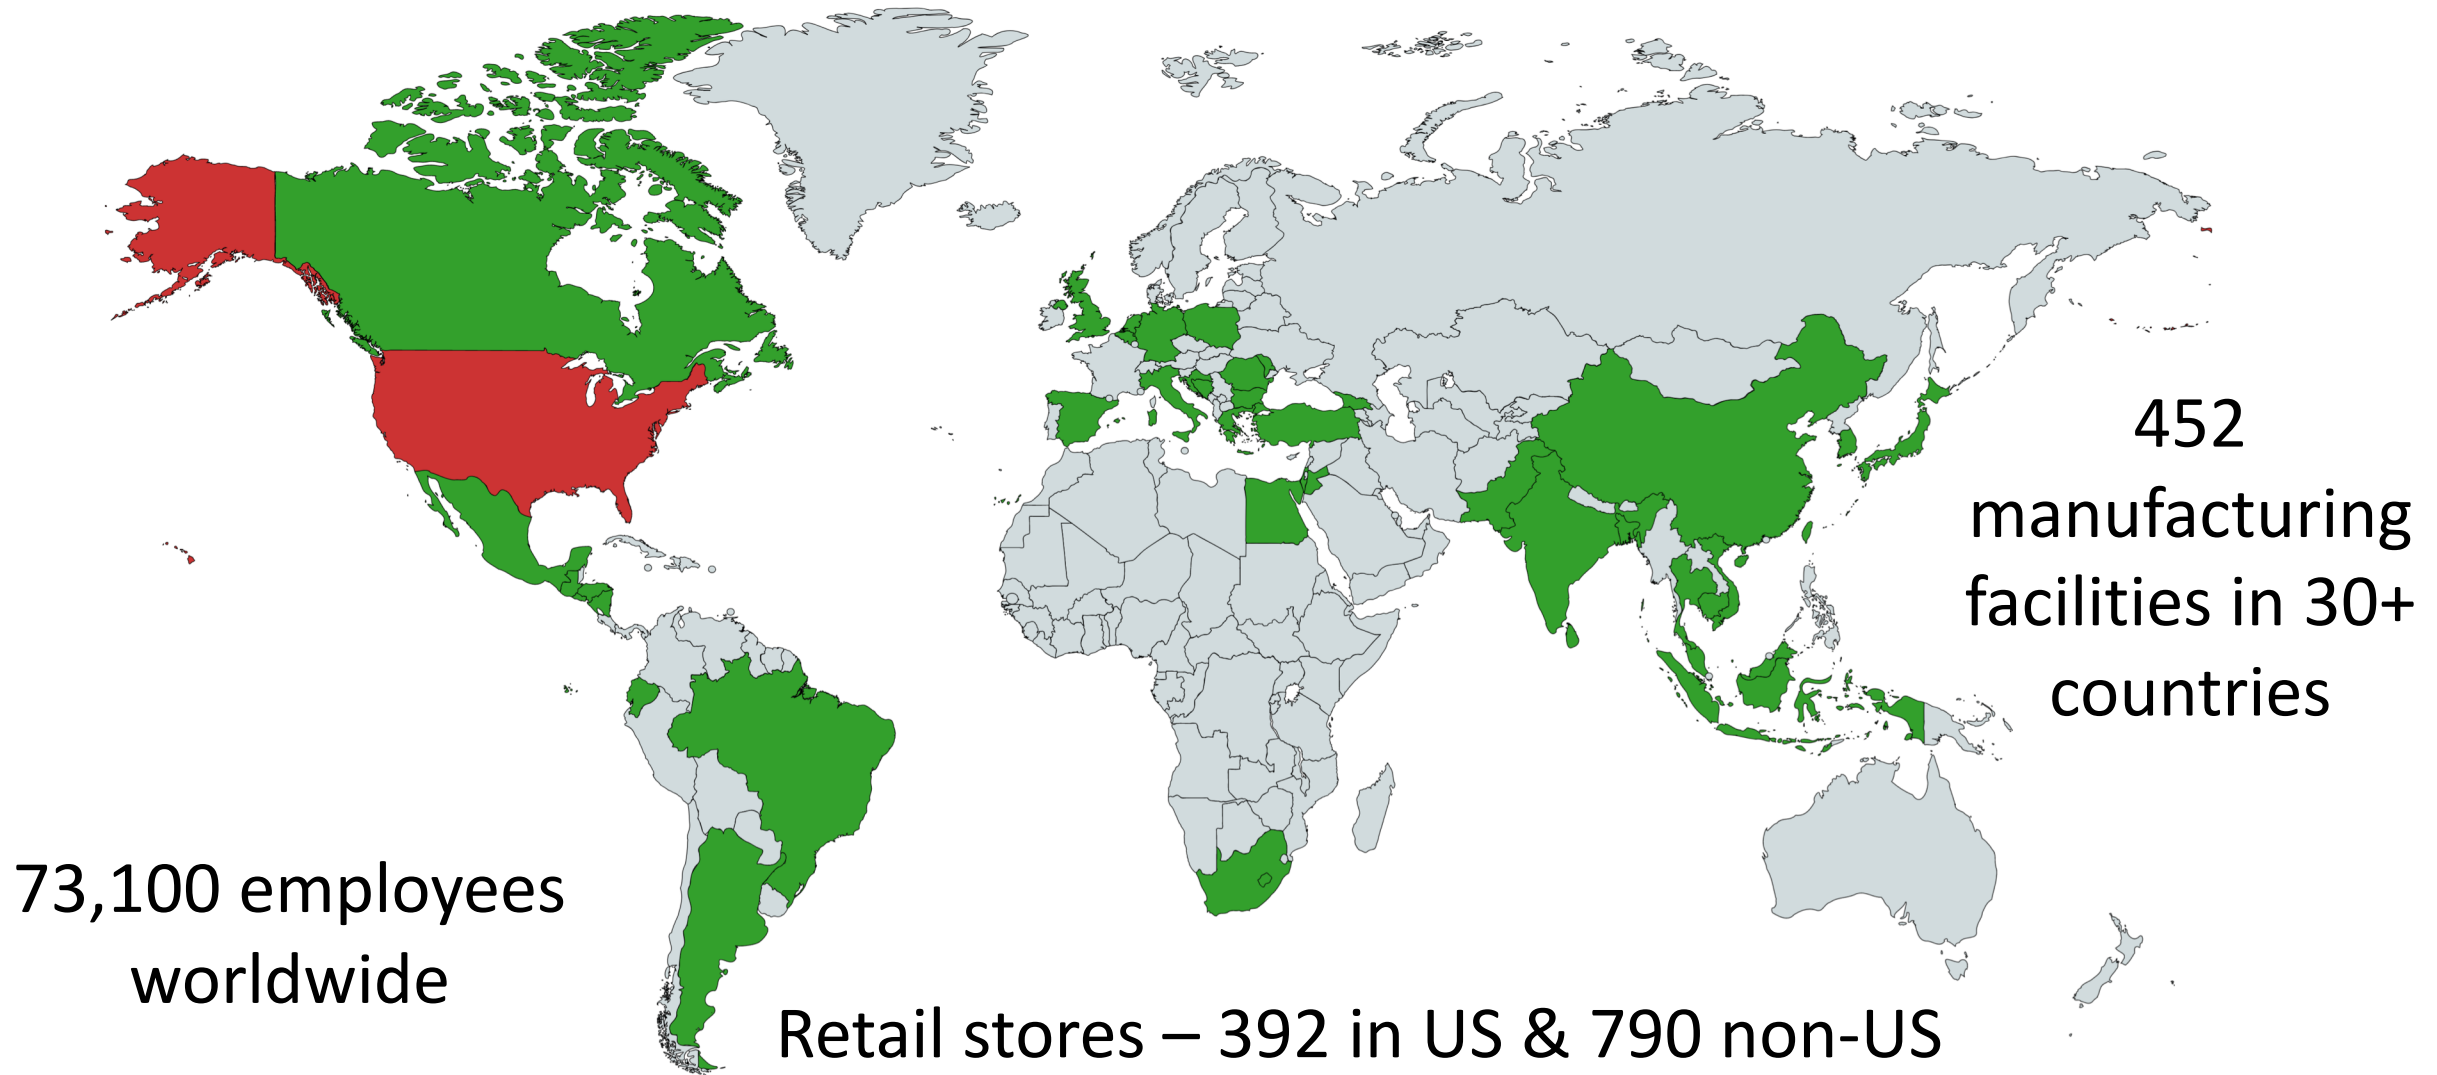 452
manufacturing
facilities in 30+
countries
73,100 employees
worldwide
Retail stores – 392 in US & 790 non-US